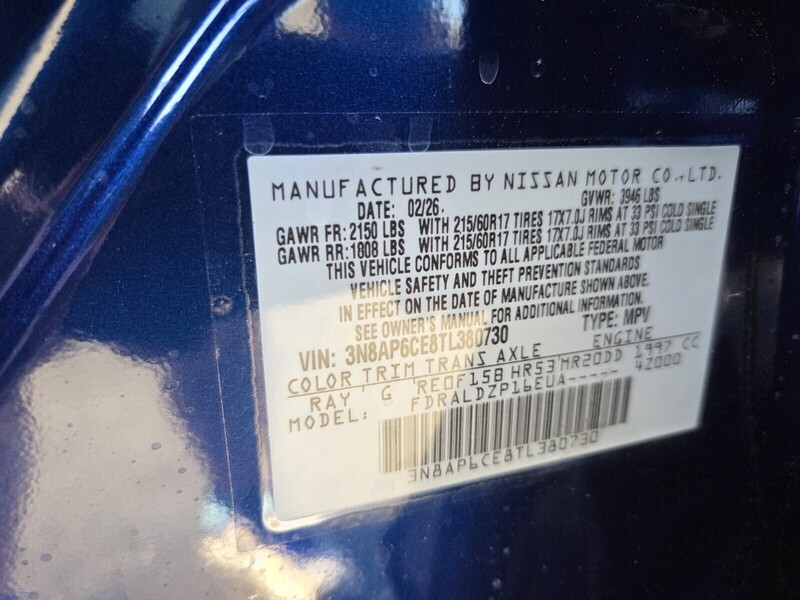 MANUFACTURED BY NISSAN MOTOR CO., LTD.
DATE: 02/26. GVWR: 3946 LBS
GAWR FR: 2150 LBS WITH 215/60R17 TIRES 17X7.0J RIMS AT 33 PSI COLD SINGLE
GAWR RR: 1808 LBS WITH 215/60R17 TIRES 17X7.0J RIMS AT 33 PSI COLD SINGLE
THIS VEHICLE CONFORMS TO ALL APPLICABLE FEDERAL MOTOR
VEHICLE SAFETY AND THEFT PREVENTION STANDARDS
IN EFFECT ON THE DATE OF MANUFACTURE SHOWN ABOVE.
SEE OWNER'S MANUAL FOR ADDITIONAL INFORMATION.
VIN: 3N8AP6CE8TL380730 TYPE: MPV
COLOR TRIM TRANS AXLE ENGINE
RAY ' G ' RE0F15B HR53'MR20DD 1997 CC
MODEL: FDRALDZP16EUA----- 4Z000
3N8AP6CE8TL380730